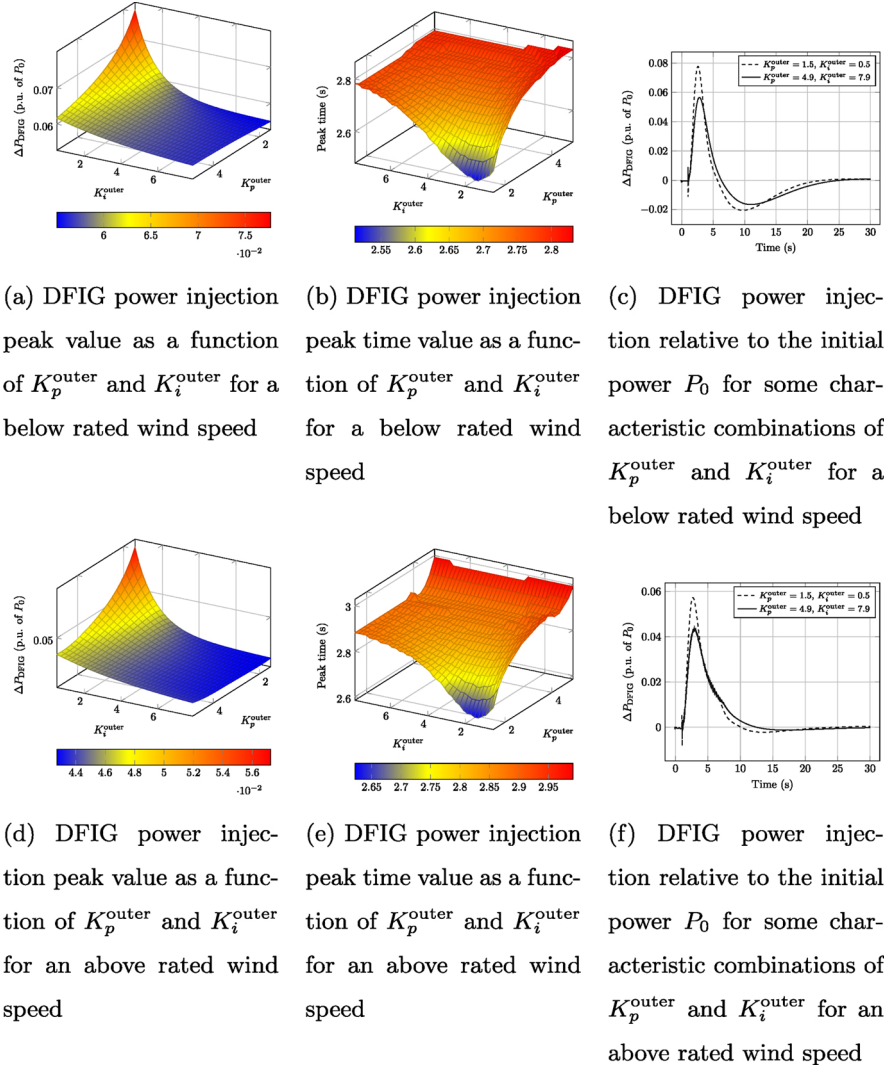 ΔP_DFIG (p.u. of P_0)
0.07
0.06
2
4
6
K_i^outer
2
4
K_p^outer
6
6.5
7
7.5
·10^-2
Peak time (s)
2.8
2.6
6
4
2
K_i^outer
2
4
K_p^outer
2.55
2.6
2.65
2.7
2.75
2.8
K_p^outer = 1.5, K_i^outer = 0.5
K_p^outer = 4.9, K_i^outer = 7.9
ΔP_DFIG (p.u. of P_0)
0.08
0.06
0.04
0.02
0
−0.02
0 5 10 15 20 25 30
Time (s)
(a) DFIG power injection
peak value as a function
of K_p^outer and K_i^outer for a
below rated wind speed
(b) DFIG power injection
peak time value as a func-
tion of K_p^outer and K_i^outer
for a below rated wind
speed
(c) DFIG power injec-
tion relative to the initial
power P_0 for some char-
acteristic combinations of
K_p^outer and K_i^outer for a
below rated wind speed
ΔP_DFIG (p.u. of P_0)
0.05
2
4
6
K_i^outer
2
4
K_p^outer
4.4 4.6 4.8 5 5.2 5.4 5.6
·10^-2
Peak time (s)
3
2.8
2.6
6
4
2
K_i^outer
2
4
K_p^outer
2.65 2.7 2.75 2.8 2.85 2.9 2.95
K_p^outer = 1.5, K_i^outer = 0.5
K_p^outer = 4.9, K_i^outer = 7.9
ΔP_DFIG (p.u. of P_0)
0.06
0.04
0.02
0
0 5 10 15 20 25 30
Time (s)
(d) DFIG power injec-
tion peak value as a func-
tion of K_p^outer and K_i^outer
for an above rated wind
speed
(e) DFIG power injection
peak time value as a func-
tion of K_p^outer and K_i^outer
for an above rated wind
speed
(f) DFIG power injec-
tion relative to the initial
power P_0 for some char-
acteristic combinations of
K_p^outer and K_i^outer for an
above rated wind speed